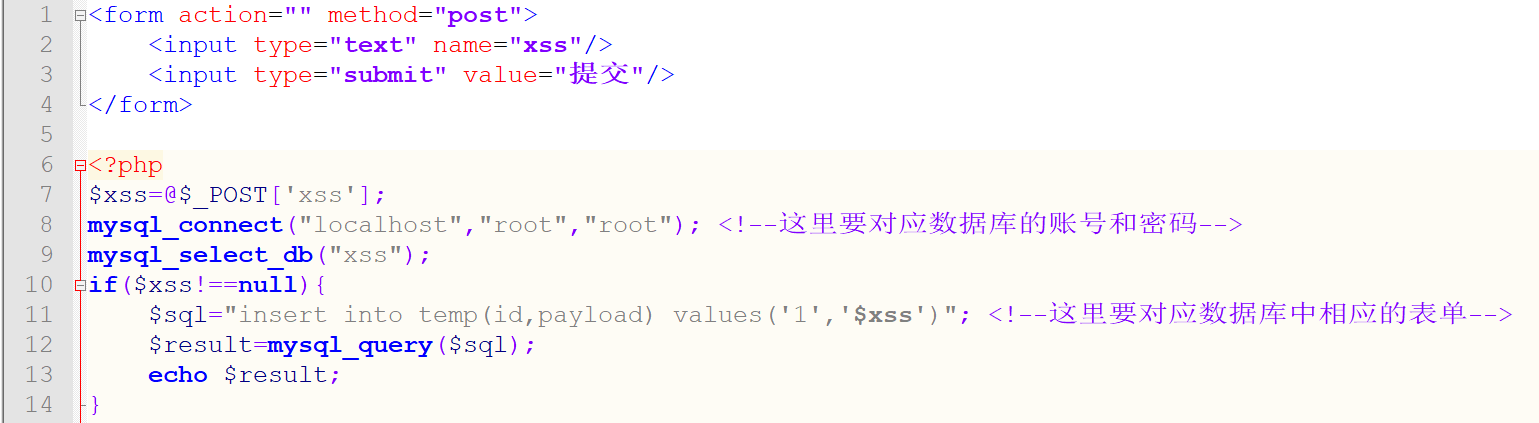 1 <form action="" method="post">
2 <input type="text" name="xss"/>
3 <input type="submit" value="提交"/>
4 </form>
5
6 <?php
7 $xss=@$_POST['xss'];
8 mysql_connect("localhost","root","root"); <!--这里要对应数据库的账号和密码-->
9 mysql_select_db("xss");
10 if($xss!==null){
11 $sql="insert into temp(id,payload) values('1','$xss')"; <!--这里要对应数据库中相应的表单-->
12 $result=mysql_query($sql);
13 echo $result;
14 }